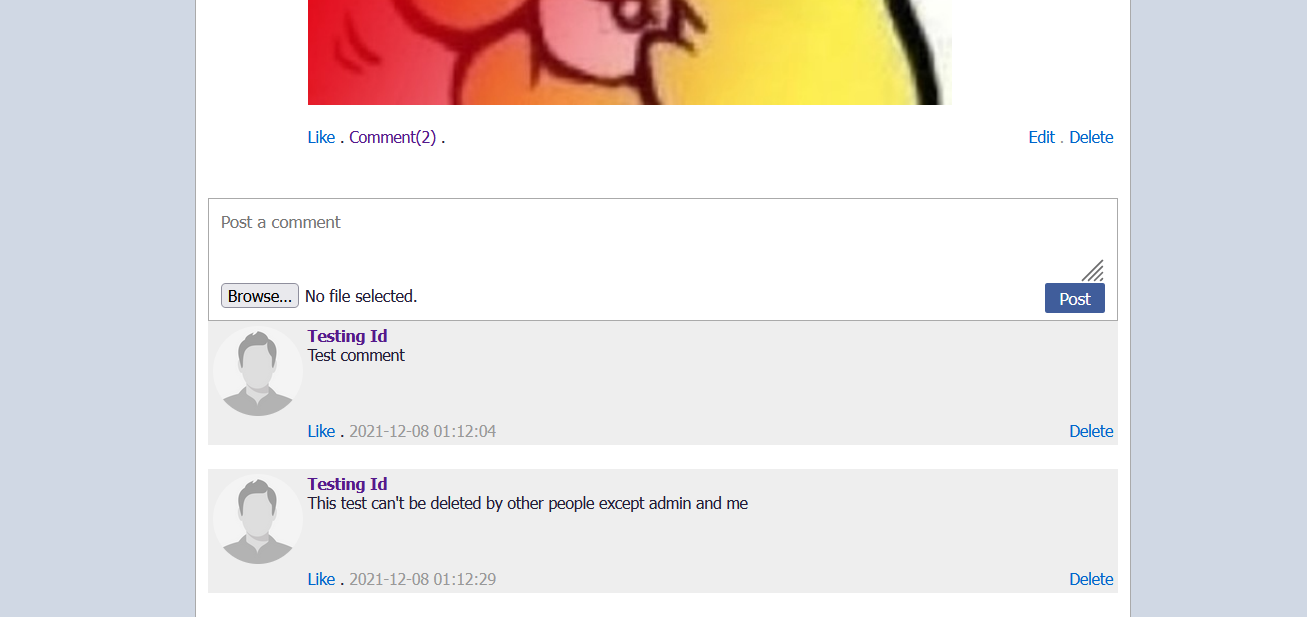 Like . Comment(2) . Edit . Delete
Post a comment
Browse... No file selected. Post
Testing Id
Test comment
Like . 2021-12-08 01:12:04 Delete
Testing Id
This test can't be deleted by other people except admin and me
Like . 2021-12-08 01:12:29 Delete